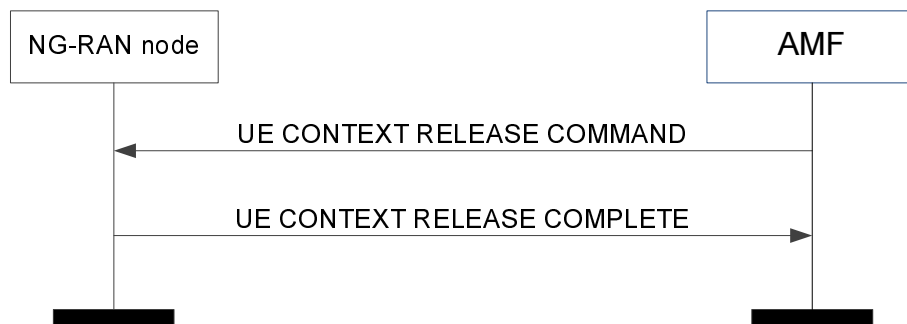 NG-RAN node
AMF
UE CONTEXT RELEASE COMMAND
UE CONTEXT RELEASE COMPLETE